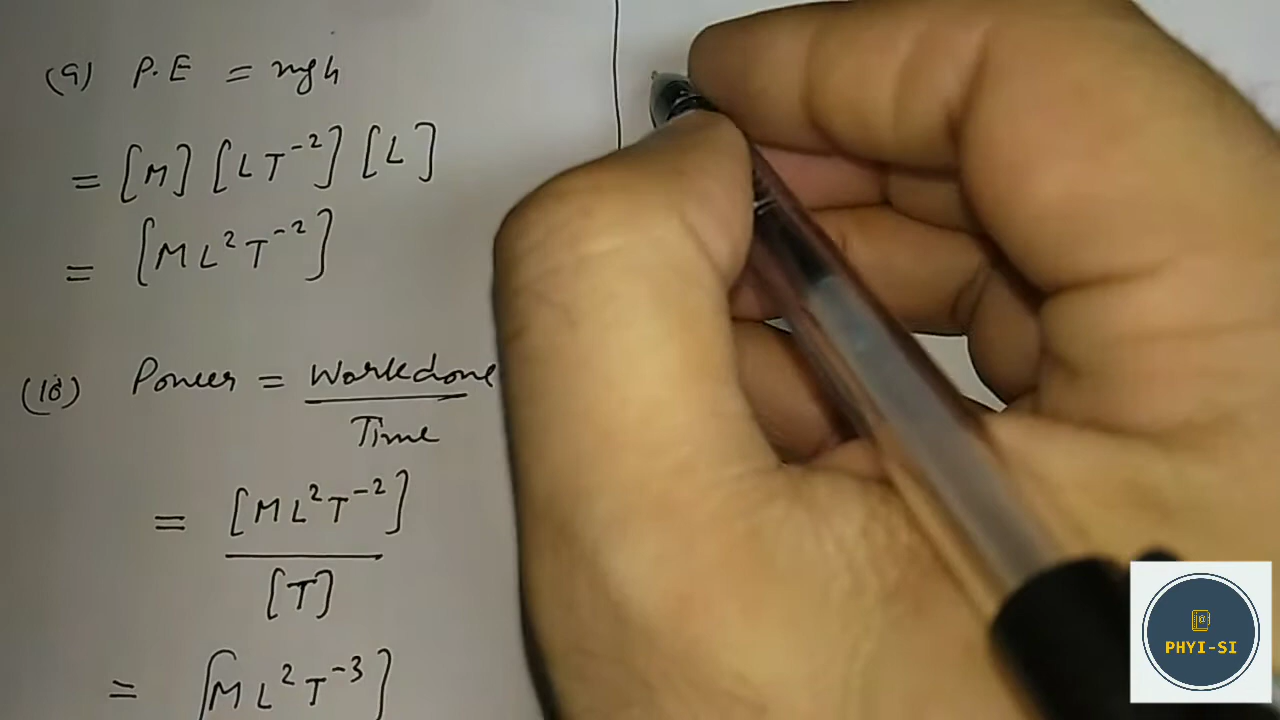 (9) P.E = mgh
= [M] [LT⁻²] [L]
= [ML²T⁻²]
(10) Power = Workdone
Time
= [ML²T⁻²]
[T]
= [ML²T⁻³]
PHYI-SI